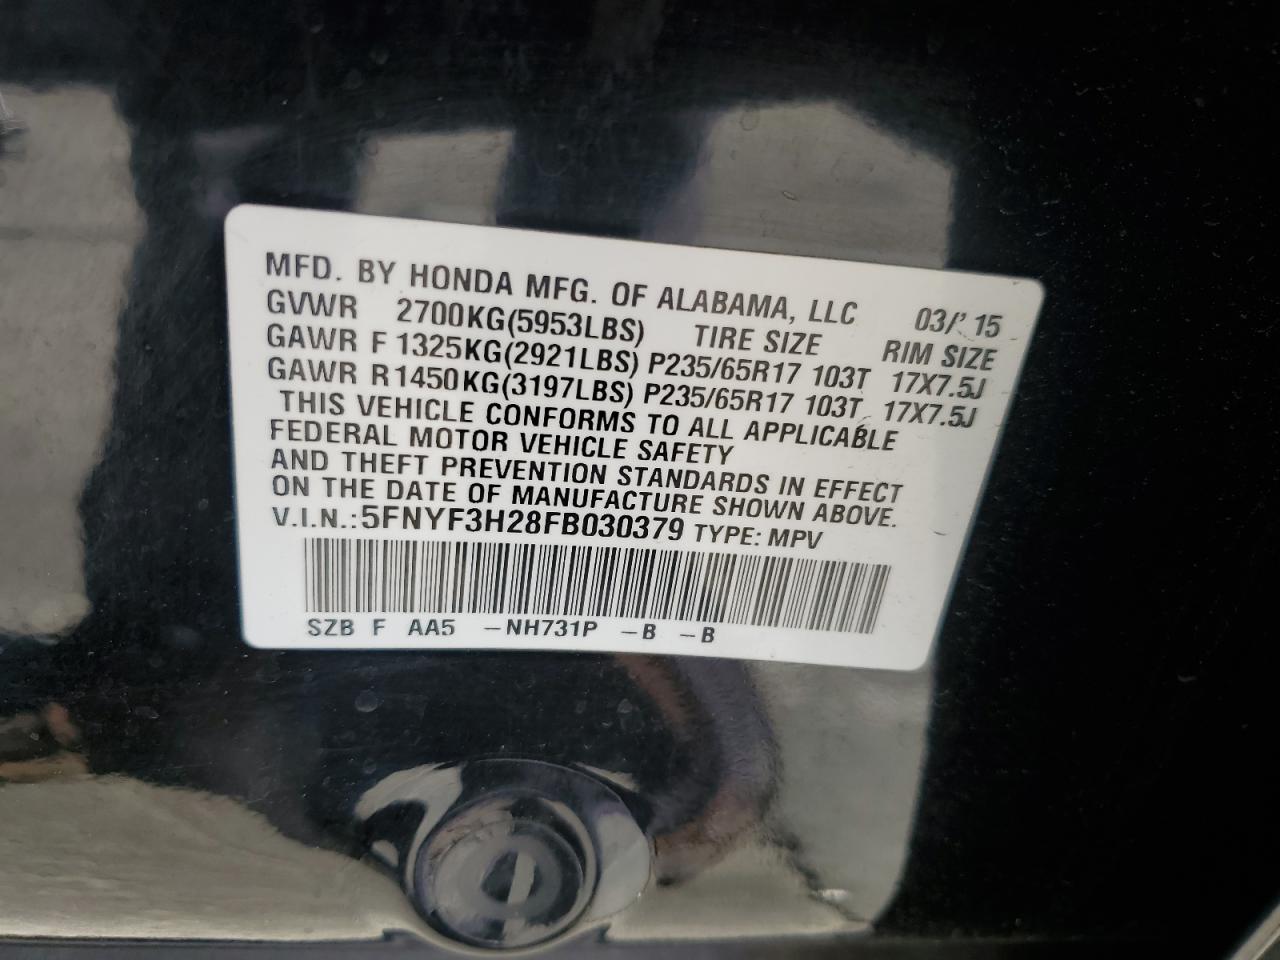 MFD. BY HONDA MFG. OF ALABAMA, LLC 03/'15
GVWR 2700KG(5953LBS) TIRE SIZE RIM SIZE
GAWR F 1325KG(2921LBS) P235/65R17 103T 17X7.5J
GAWR R 1450KG(3197LBS) P235/65R17 103T 17X7.5J
THIS VEHICLE CONFORMS TO ALL APPLICABLE
FEDERAL MOTOR VEHICLE SAFETY
AND THEFT PREVENTION STANDARDS IN EFFECT
ON THE DATE OF MANUFACTURE SHOWN ABOVE.
V.I.N.:5FNYF3H28FB030379 TYPE: MPV
SZB F AA5 -NH731P -B -B